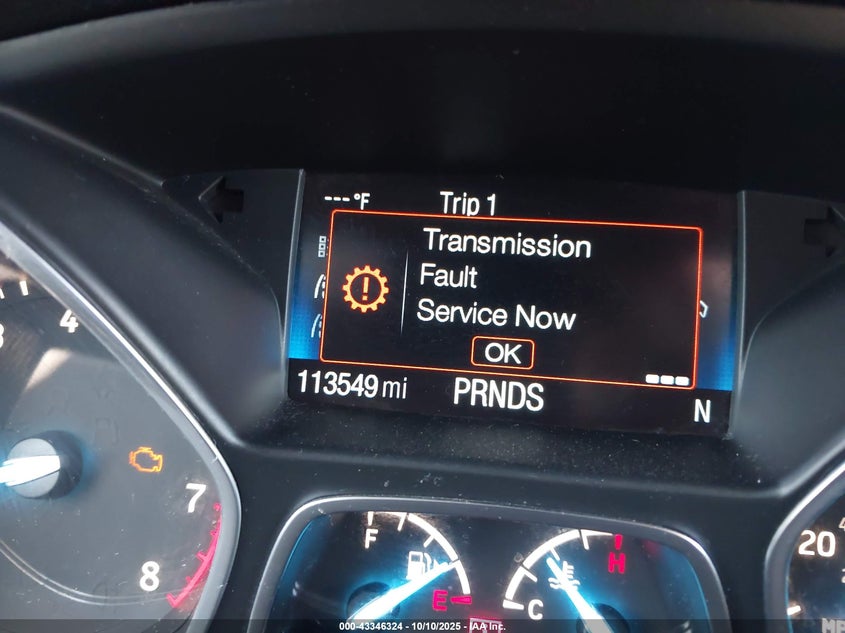 ---°F Trip 1
Transmission
Fault
Service Now
OK
113549 mi PRNDS N
4
7
8
F
E
H
C
20
000-43346324 | 10/10/2025 - IAA Inc.